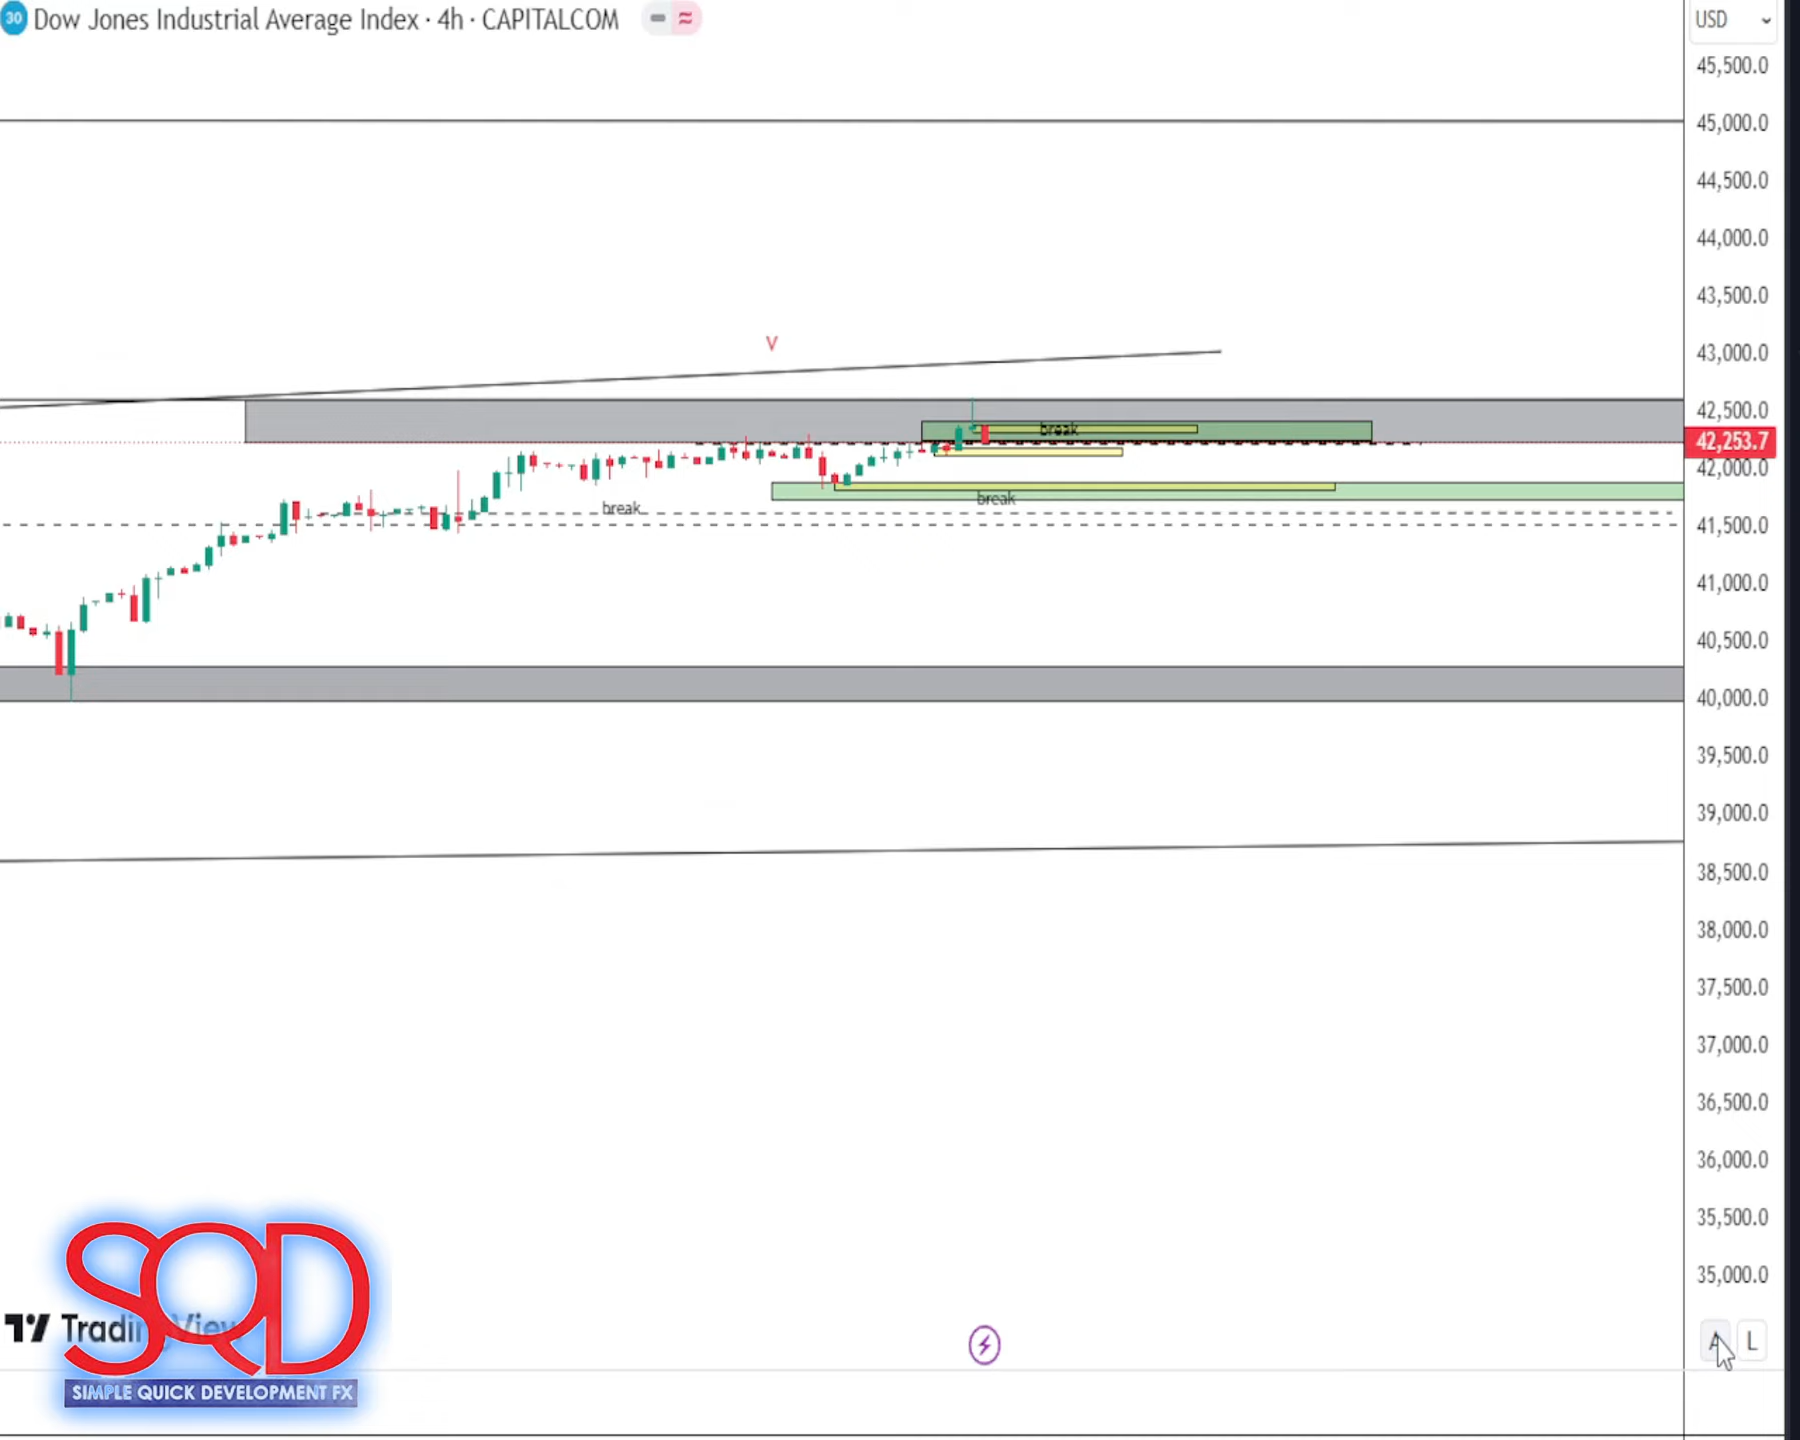 30 Dow Jones Industrial Average Index · 4h · CAPITALCOM
USD
45,500.0
45,000.0
44,500.0
44,000.0
43,500.0
V
43,000.0
42,500.0
break
42,253.7
42,000.0
break
break
41,500.0
41,000.0
40,500.0
40,000.0
39,500.0
39,000.0
38,500.0
38,000.0
37,500.0
37,000.0
36,500.0
36,000.0
35,500.0
35,000.0
TradingView
A L
SQD
SIMPLE QUICK DEVELOPMENT FX